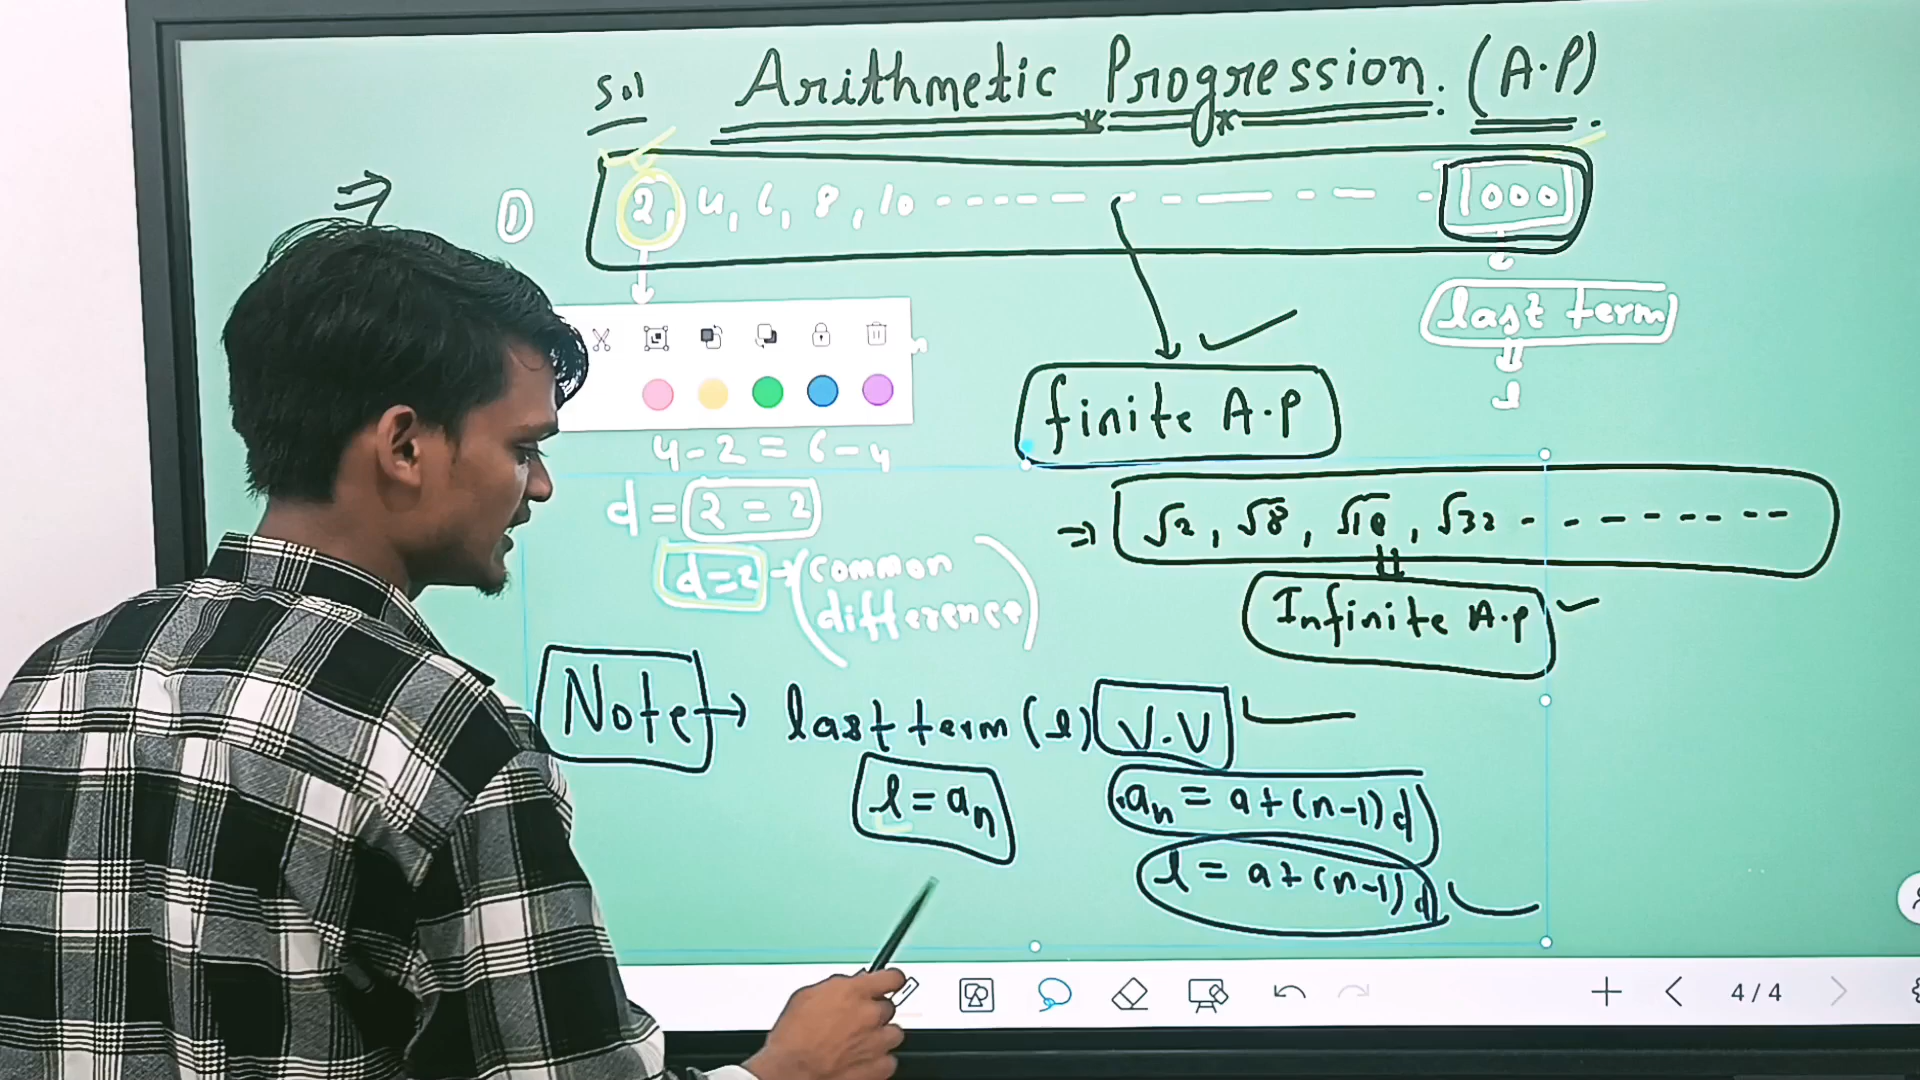 Sol Arithmetic Progression. (A.P).
① 2, 4, 6, 8, 10 ------ - --- - -- - 1000
last term
l
finite A.P
4-2 = 6-4
d = 2 = 2
⇒ √2, √8, √18, √32 - - - - - - - -
d=2 → (common difference)
Infinite A.P
Note → last term (l) V.V
l = an
an = a+(n-1)d
l = a+(n-1)d
4/4